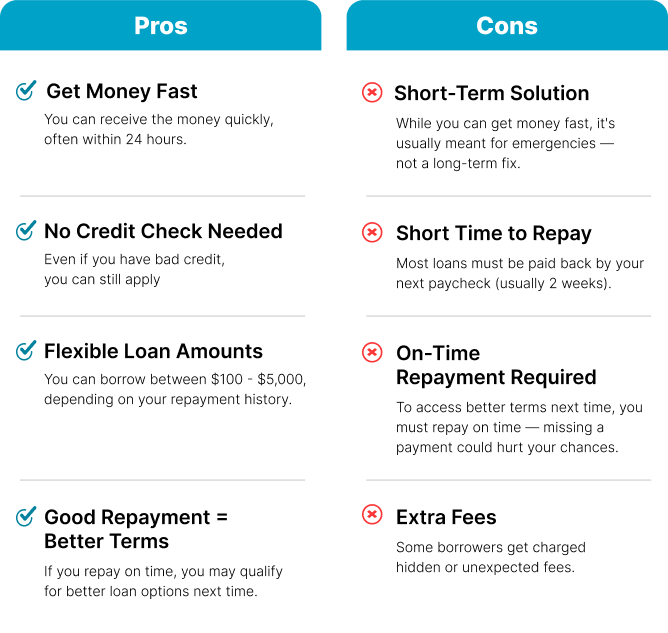 Pros
Get Money Fast
You can receive the money quickly,
often within 24 hours.
No Credit Check Needed
Even if you have bad credit,
you can still apply
Flexible Loan Amounts
You can borrow between $100 - $5,000,
depending on your repayment history.
Good Repayment =
Better Terms
If you repay on time, you may qualify
for better loan options next time.
Cons
Short-Term Solution
While you can get money fast, it's
usually meant for emergencies —
not a long-term fix.
Short Time to Repay
Most loans must be paid back by your
next paycheck (usually 2 weeks).
On-Time
Repayment Required
To access better terms next time, you
must repay on time — missing a
payment could hurt your chances.
Extra Fees
Some borrowers get charged
hidden or unexpected fees.